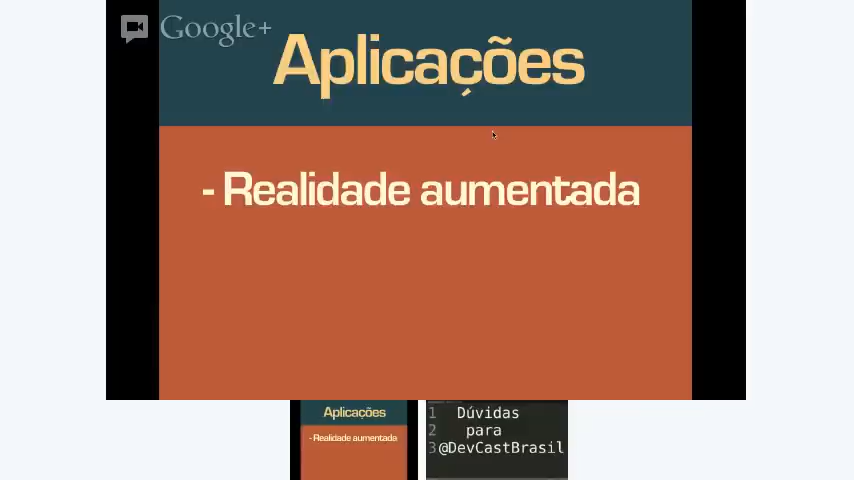 Google+
Aplicações
- Realidade aumentada
Aplicações
- Realidade aumentada
1 Dúvidas
2 para
3 @DevCastBrasil